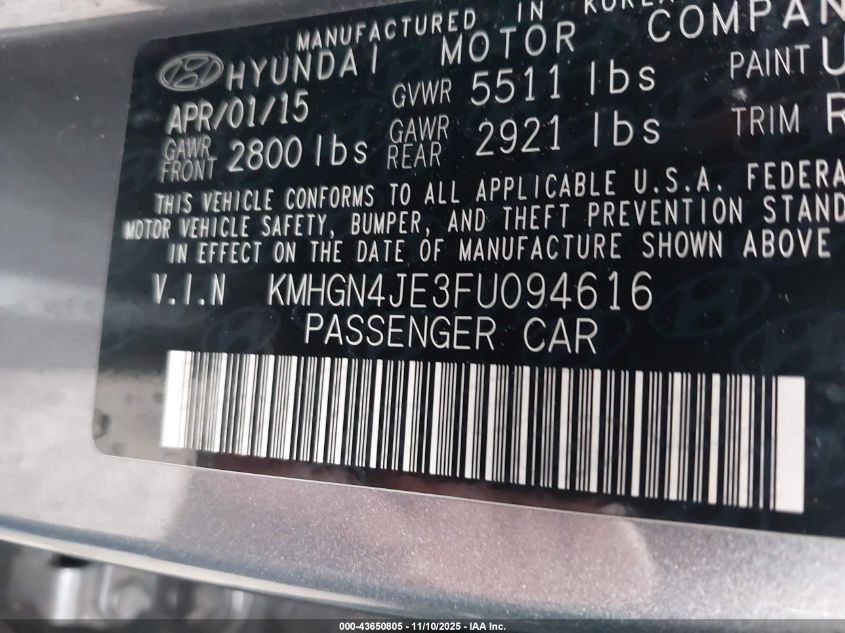 MANUFACTURED IN KOREA
HYUNDAI MOTOR COMPAN
APR/01/15 GVWR 5511 lbs PAINT U
GAWR FRONT 2800 lbs GAWR REAR 2921 lbs TRIM R
THIS VEHICLE CONFORMS TO ALL APPLICABLE U.S.A. FEDERA
MOTOR VEHICLE SAFETY, BUMPER, AND THEFT PREVENTION STAND
IN EFFECT ON THE DATE OF MANUFACTURE SHOWN ABOVE
V.I.N KMHGN4JE3FU094616
PASSENGER CAR
000-43650805 - 11/10/2025 - IAA Inc.